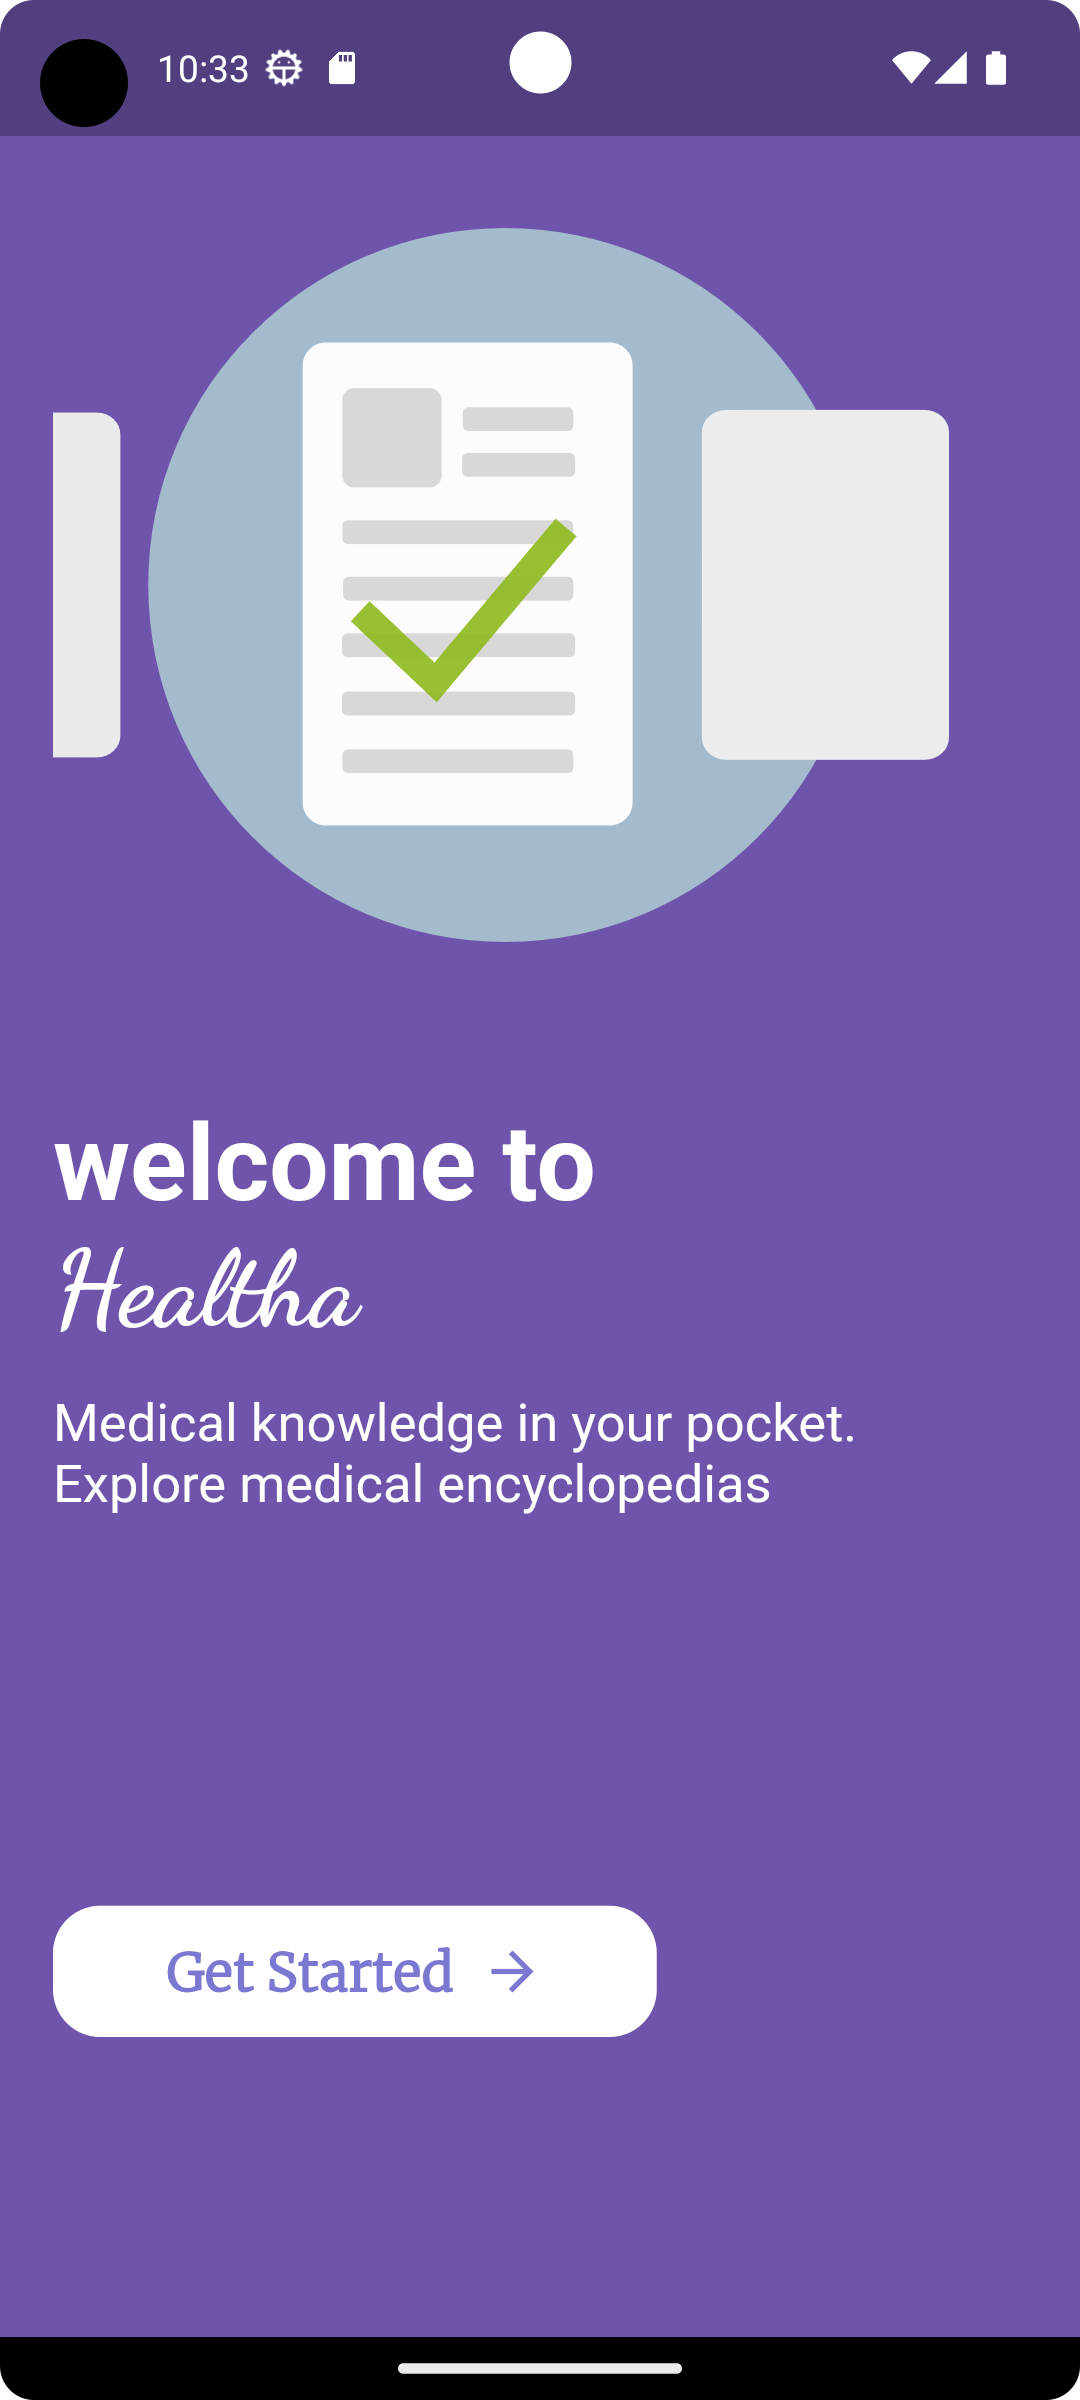 10:33
welcome to
Healtha
Medical knowledge in your pocket.
Explore medical encyclopedias
Get Started